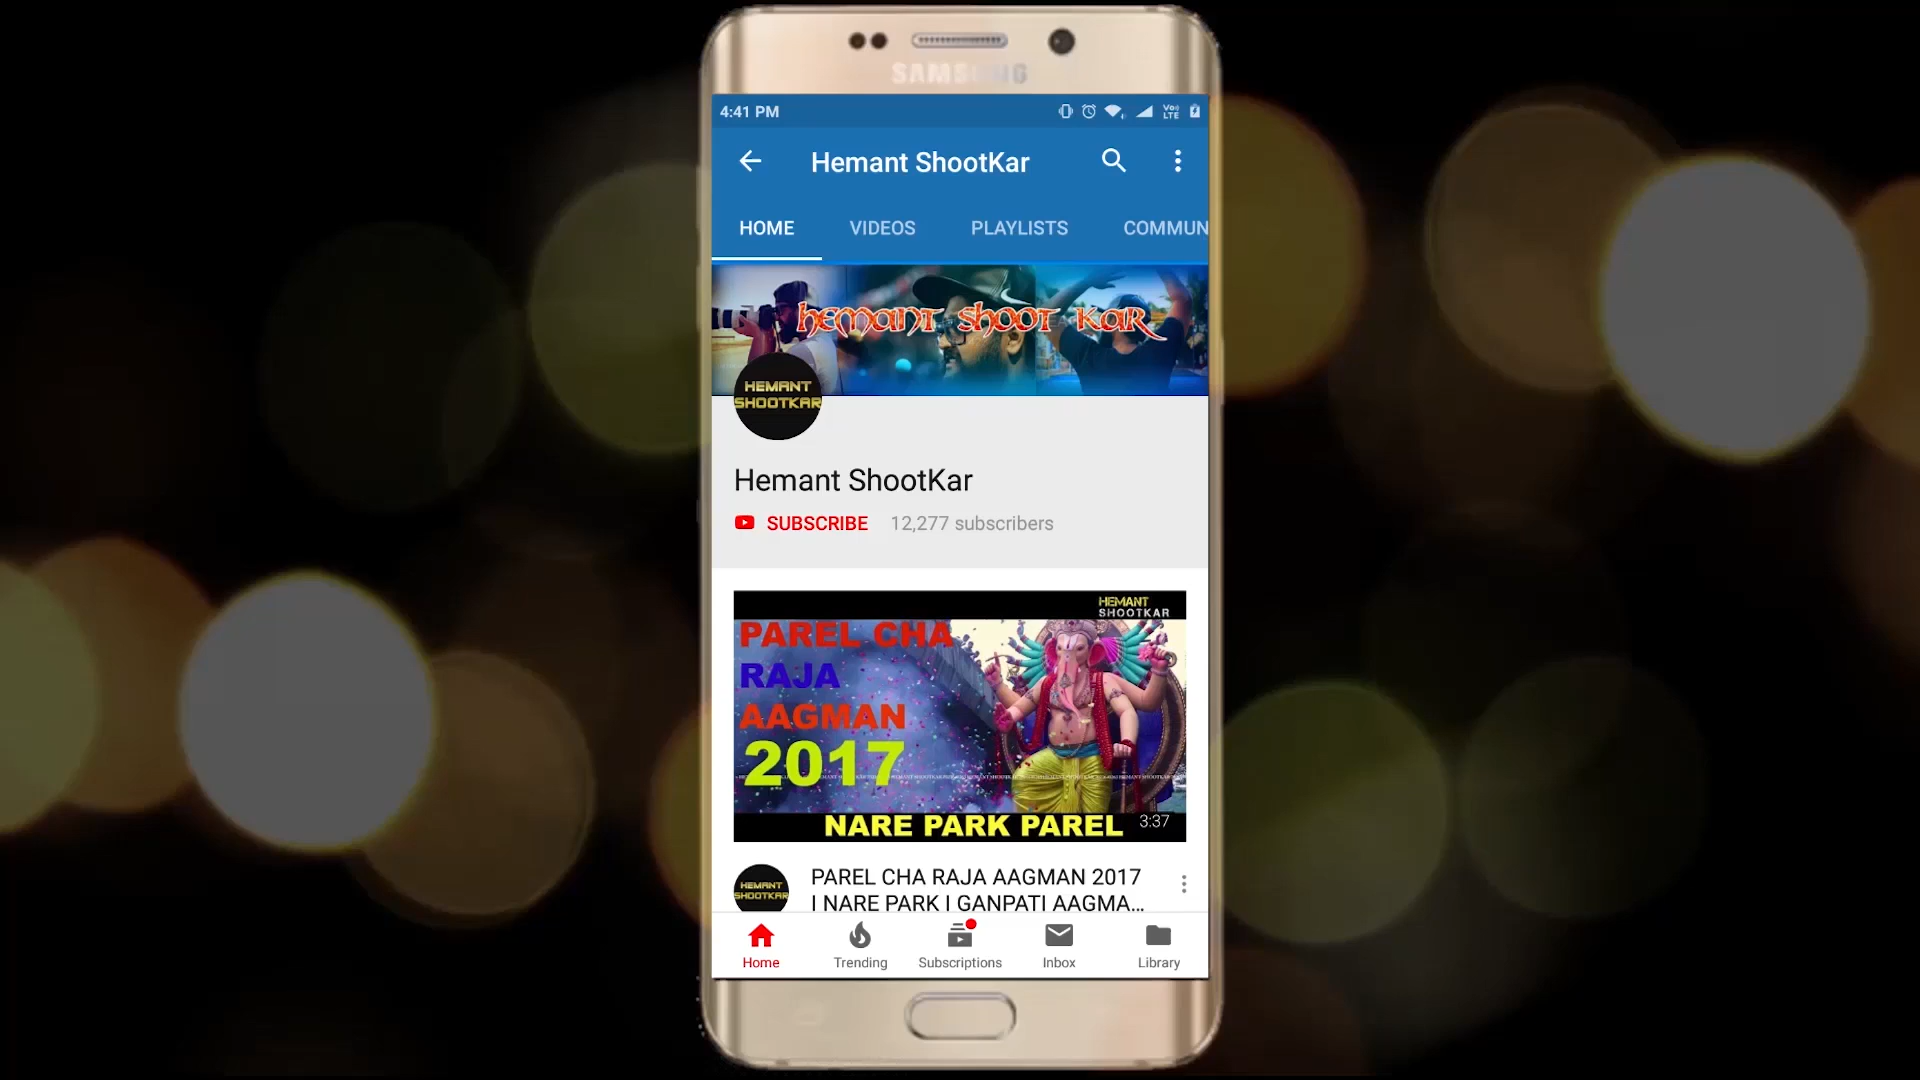 SAMSUNG
4:41 PM
Vo))
LTE
Hemant ShootKar
HOME VIDEOS PLAYLISTS COMMUN
HEMANT SHOOT KAR
HEMANT
SHOOTKAR
Hemant ShootKar
SUBSCRIBE 12,277 subscribers
HEMANT
SHOOTKAR
PAREL CHA
RAJA
AAGMAN
2017
NARE PARK PAREL 3:37
HEMANT
SHOOTKAR
PAREL CHA RAJA AAGMAN 2017
I NARE PARK I GANPATI AAGMA...
Home Trending Subscriptions Inbox Library